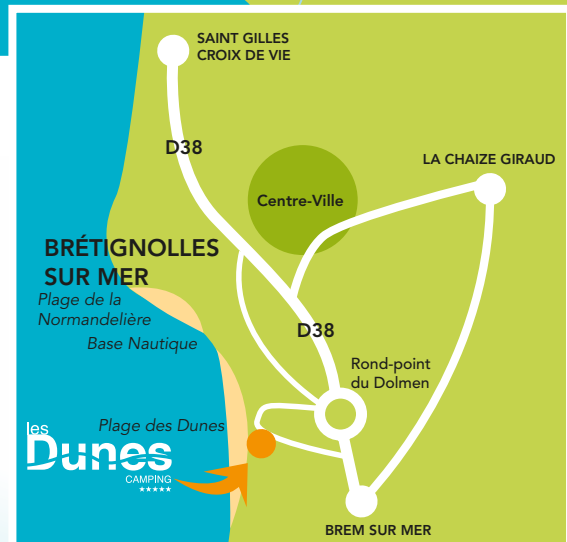 SAINT GILLES
CROIX DE VIE
D38
LA CHAIZE GIRAUD
Centre-Ville
BRÉTIGNOLLES
SUR MER
Plage de la
Normandelière
Base Nautique
D38
Rond-point
du Dolmen
Plage des Dunes
les
Dunes
CAMPING
★★★★★
BREM SUR MER